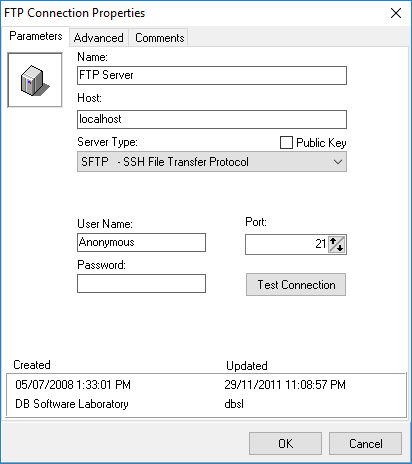 FTP Connection Properties
Parameters Advanced Comments
Name:
FTP Server
Host:
localhost
Server Type: Public Key
SFTP - SSH File Transfer Protocol
User Name: Port:
Anonymous 21
Password:
Test Connection
Created Updated
05/07/2008 1:33:01 PM 29/11/2011 11:08:57 PM
DB Software Laboratory dbsl
OK Cancel